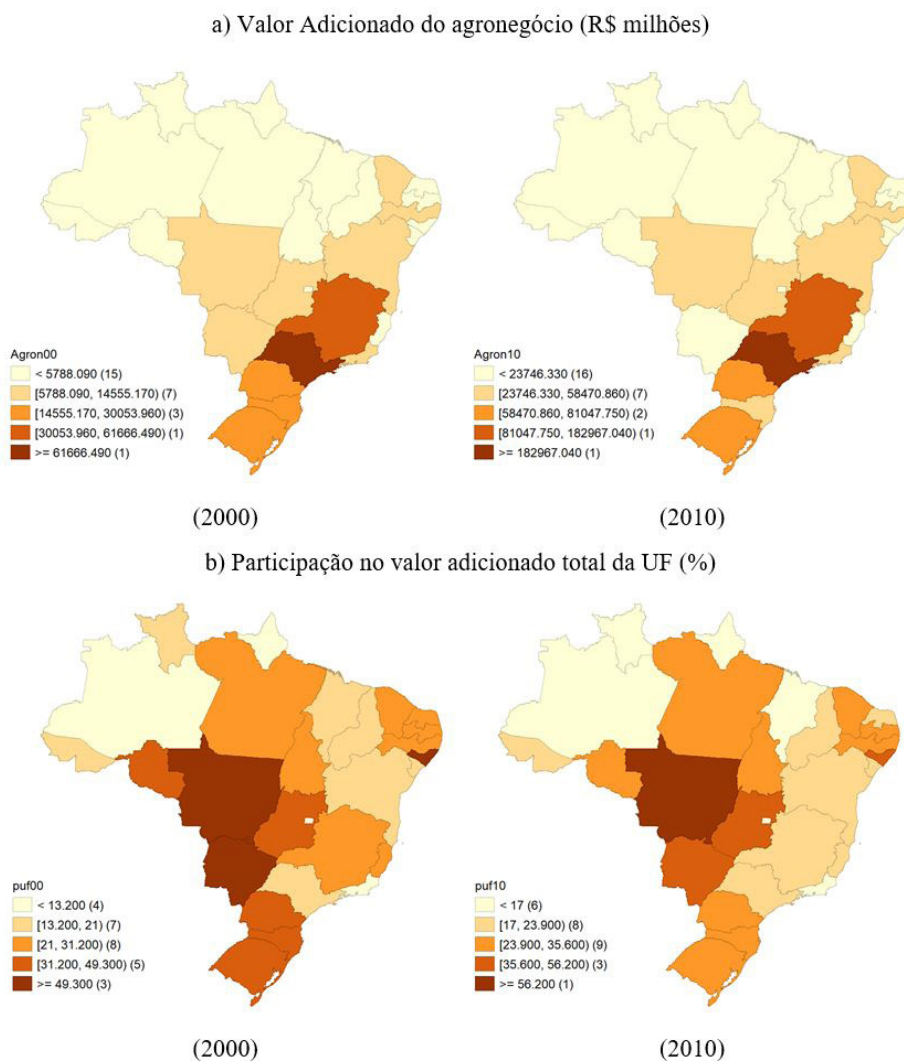 a) Valor Adicionado do agronegócio (R$ milhões)
Agron00
< 5788.090 (15)
[5788.090, 14555.170) (7)
[14555.170, 30053.960) (3)
[30053.960, 61666.490) (1)
>= 61666.490 (1)
Agron10
< 23746.330 (16)
[23746.330, 58470.860) (7)
[58470.860, 81047.750) (2)
[81047.750, 182967.040) (1)
>= 182967.040 (1)
(2000)
(2010)
b) Participação no valor adicionado total da UF (%)
puf00
< 13.200 (4)
[13.200, 21) (7)
[21, 31.200) (8)
[31.200, 49.300) (5)
>= 49.300 (3)
puf10
< 17 (6)
[17, 23.900) (8)
[23.900, 35.600) (9)
[35.600, 56.200) (3)
>= 56.200 (1)
(2000)
(2010)